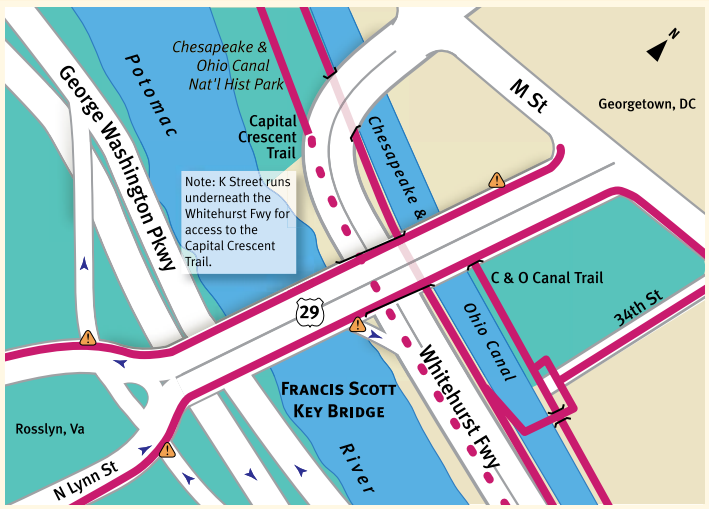 N
Chesapeake &
Ohio Canal
Nat'l Hist Park
Potomac
George Washington Pkwy
M St
Georgetown, DC
Capital
Crescent
Trail
Chesapeake &
Note: K Street runs
underneath the
Whitehurst Fwy for
access to the
Capital Crescent
Trail.
C & O Canal Trail
34th St
29
Ohio Canal
Whitehurst Fwy
Francis Scott
Key Bridge
Rosslyn, Va
N Lynn St
River